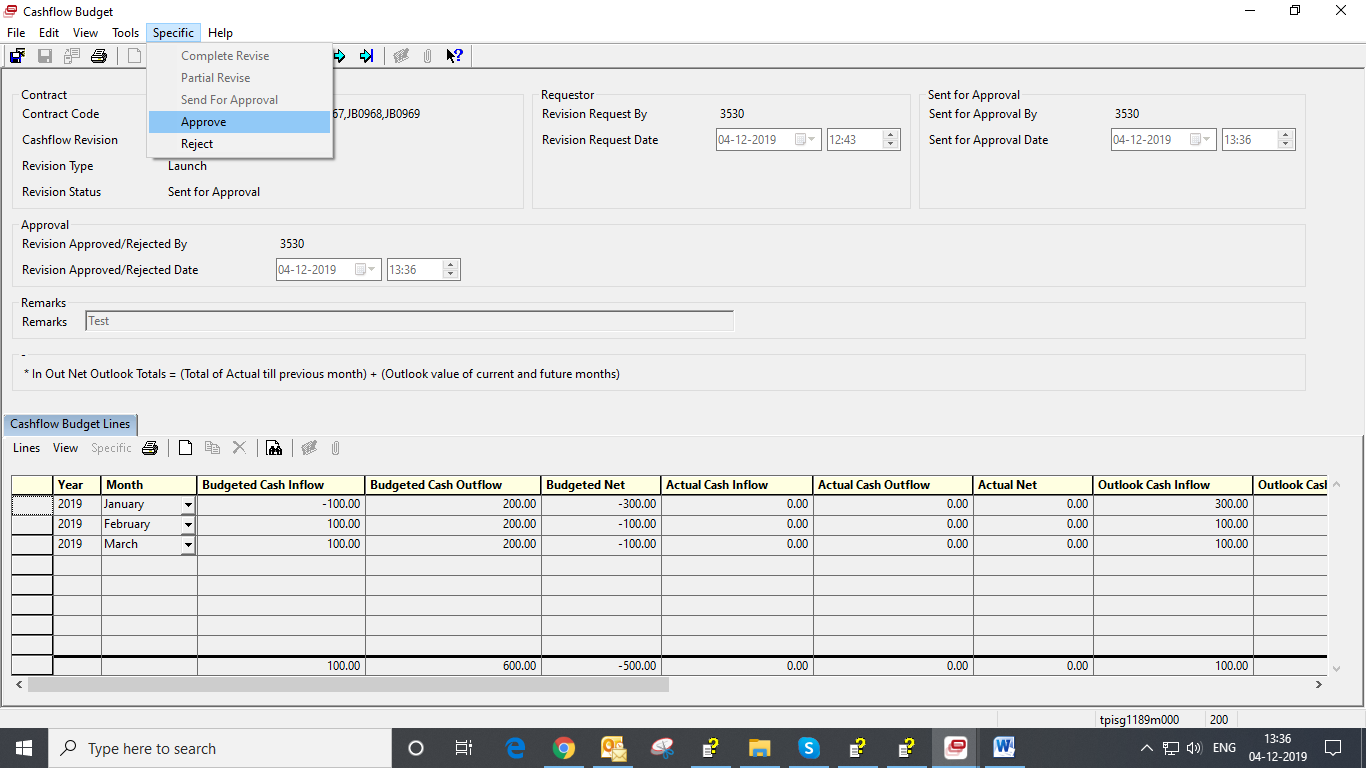 Cashflow Budget
File Edit View Tools Specific Help
Complete Revise
Partial Revise
Send For Approval
Approve
Reject
Contract
Contract Code 67,JB0968,JB0969
Cashflow Revision
Revision Type Launch
Revision Status Sent for Approval
Requestor
Revision Request By 3530
Revision Request Date 04-12-2019 12:43
Sent for Approval
Sent for Approval By 3530
Sent for Approval Date 04-12-2019 13:36
Approval
Revision Approved/Rejected By 3530
Revision Approved/Rejected Date 04-12-2019 13:36
Remarks
Remarks Test
-
* In Out Net Outlook Totals = (Total of Actual till previous month) + (Outlook value of current and future months)
Cashflow Budget Lines
Lines View Specific
Year Month Budgeted Cash Inflow Budgeted Cash Outflow Budgeted Net Actual Cash Inflow Actual Cash Outflow Actual Net Outlook Cash Inflow Outlook Cas
2019 January -100.00 200.00 -300.00 0.00 0.00 0.00 300.00
2019 February 100.00 200.00 -100.00 0.00 0.00 0.00 100.00
2019 March 100.00 200.00 -100.00 0.00 0.00 0.00 100.00
100.00 600.00 -500.00 0.00 0.00 0.00 100.00
tpisg1189m000 200
Type here to search
ENG
13:36
04-12-2019